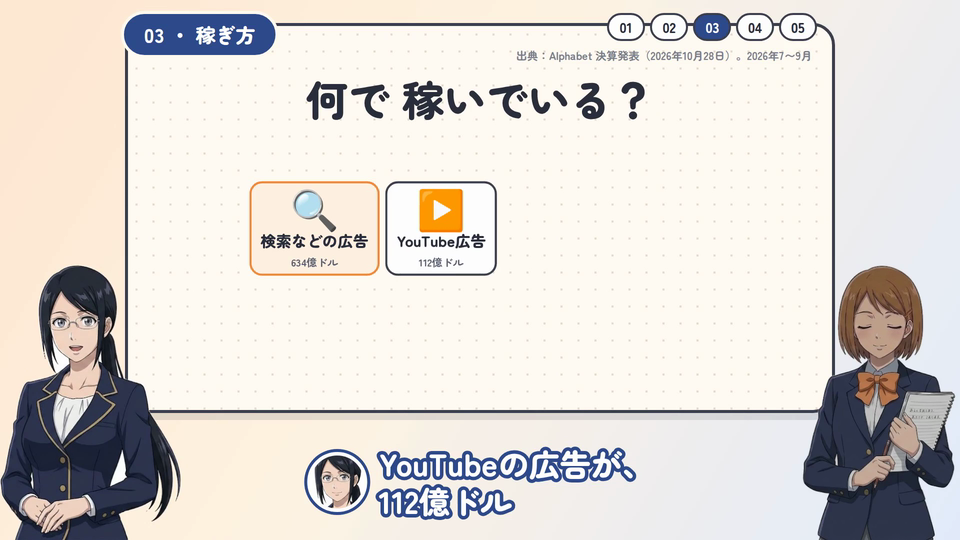 03 ・ 稼ぎ方
01 02 03 04 05
出典：Alphabet 決算発表（2026年10月28日）。2026年7〜9月
何で 稼いでいる？
検索などの広告
634億ドル
YouTube広告
112億ドル
YouTubeの広告が、
112億ドル